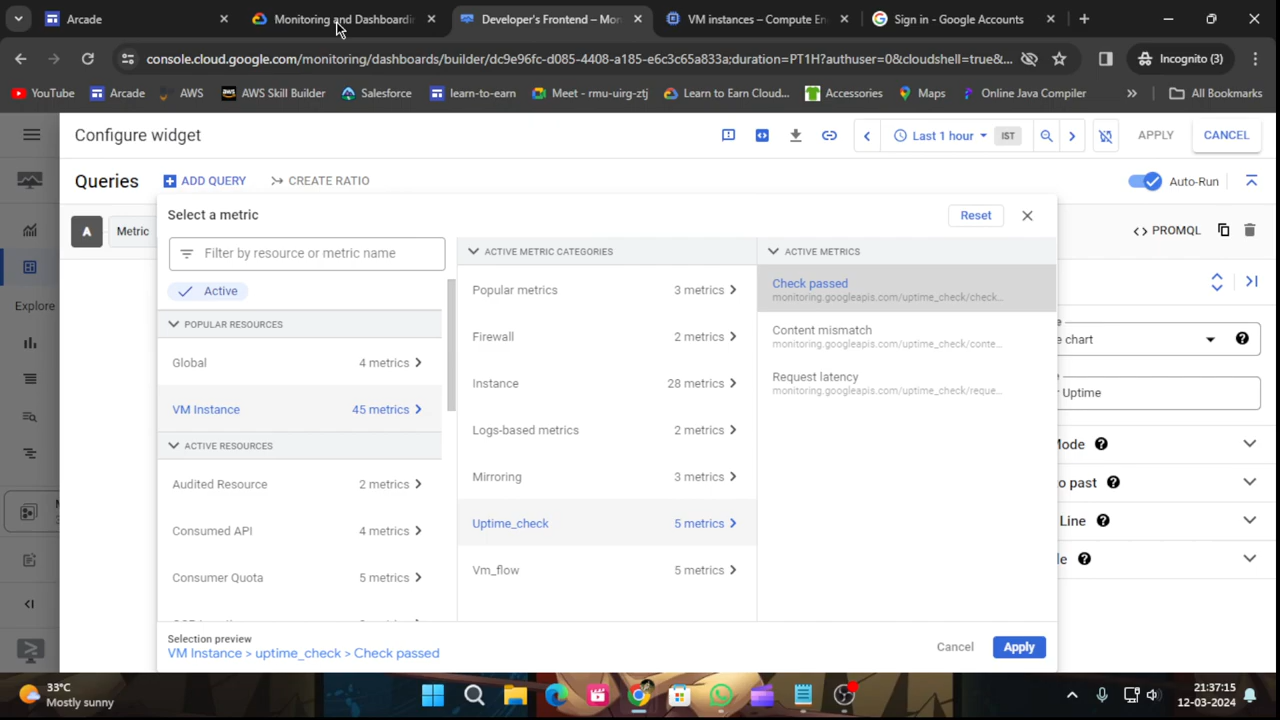 Arcade
Monitoring and Dashboardi
Developer's Frontend – Mon
VM instances – Compute En
Sign in - Google Accounts
console.cloud.google.com/monitoring/dashboards/builder/dc9e96fc-d085-4408-a185-e6c3c65a833a;duration=PT1H?authuser=0&cloudshell=true&...
Incognito (3)
YouTube
Arcade
AWS
AWS Skill Builder
Salesforce
learn-to-earn
Meet - rmu-uirg-ztj
Learn to Earn Cloud...
Accessories
Maps
Online Java Compiler
All Bookmarks
Configure widget
Last 1 hour
IST
APPLY
CANCEL
Queries
ADD QUERY
CREATE RATIO
Auto-Run
A
Metric
PROMQL
Select a metric
Reset
Filter by resource or metric name
Active
POPULAR RESOURCES
Global
4 metrics
VM Instance
45 metrics
ACTIVE RESOURCES
Audited Resource
2 metrics
Consumed API
4 metrics
Consumer Quota
5 metrics
ACTIVE METRIC CATEGORIES
Popular metrics
3 metrics
Firewall
2 metrics
Instance
28 metrics
Logs-based metrics
2 metrics
Mirroring
3 metrics
Uptime_check
5 metrics
Vm_flow
5 metrics
ACTIVE METRICS
Check passed
monitoring.googleapis.com/uptime_check/check...
Content mismatch
monitoring.googleapis.com/uptime_check/conte...
Request latency
monitoring.googleapis.com/uptime_check/reque...
Selection preview
VM Instance > uptime_check > Check passed
Cancel
Apply
Explore
e chart
Uptime
Mode
o past
Line
le
33°C
Mostly sunny
21:37:15
12-03-2024